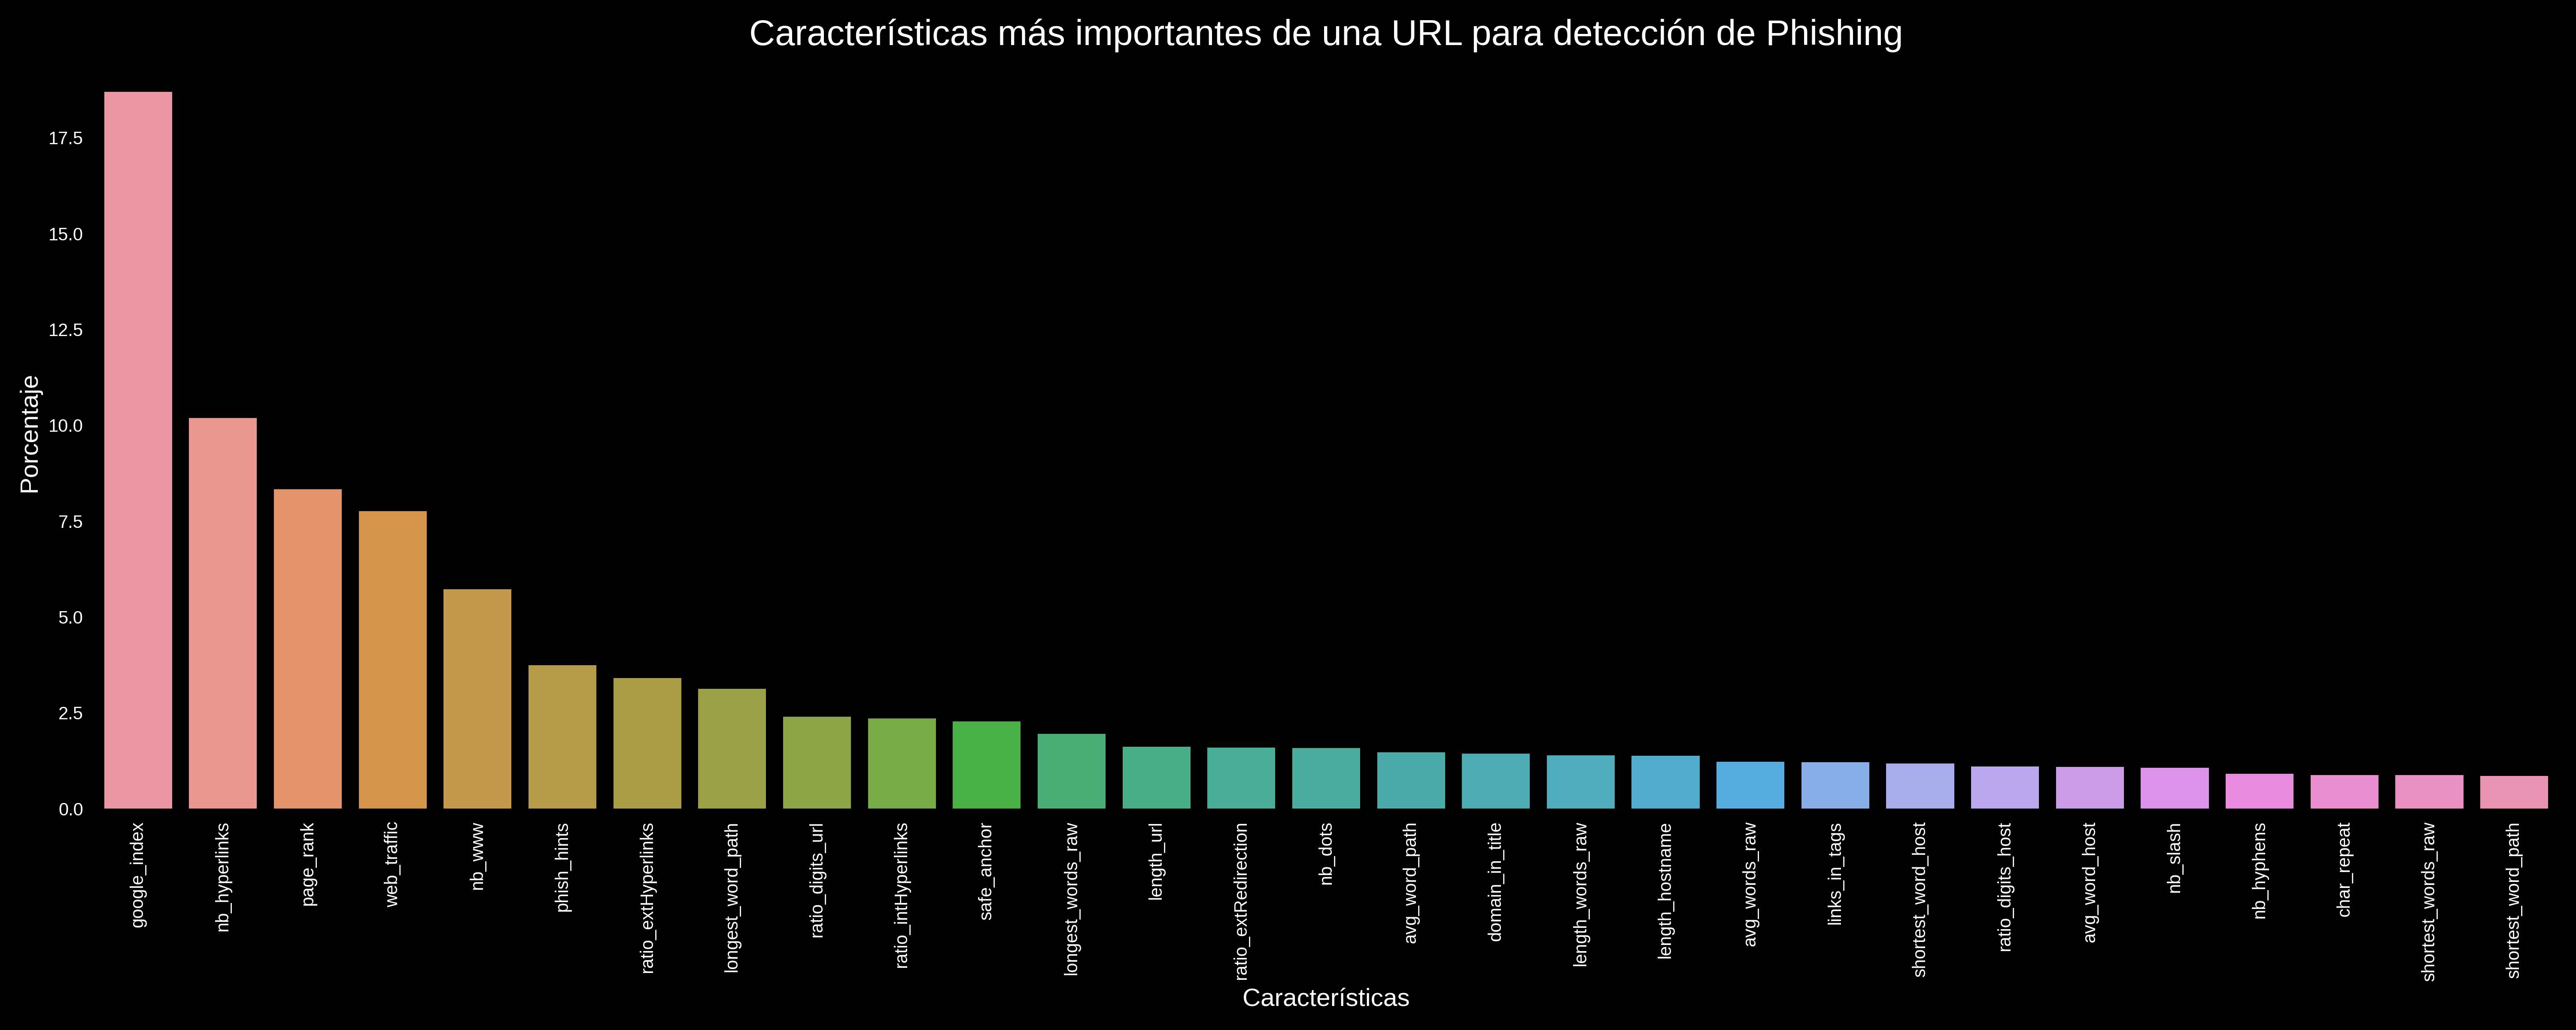 Características más importantes de una URL para detección de Phishing
Porcentaje
17.5
15.0
12.5
10.0
7.5
5.0
2.5
0.0
google_index
nb_hyperlinks
page_rank
web_traffic
nb_www
phish_hints
ratio_extHyperlinks
longest_word_path
ratio_digits_url
ratio_intHyperlinks
safe_anchor
longest_words_raw
length_url
ratio_extRedirection
nb_dots
avg_word_path
domain_in_title
length_words_raw
length_hostname
avg_words_raw
links_in_tags
shortest_word_host
ratio_digits_host
avg_word_host
nb_slash
nb_hyphens
char_repeat
shortest_words_raw
shortest_word_path
Características